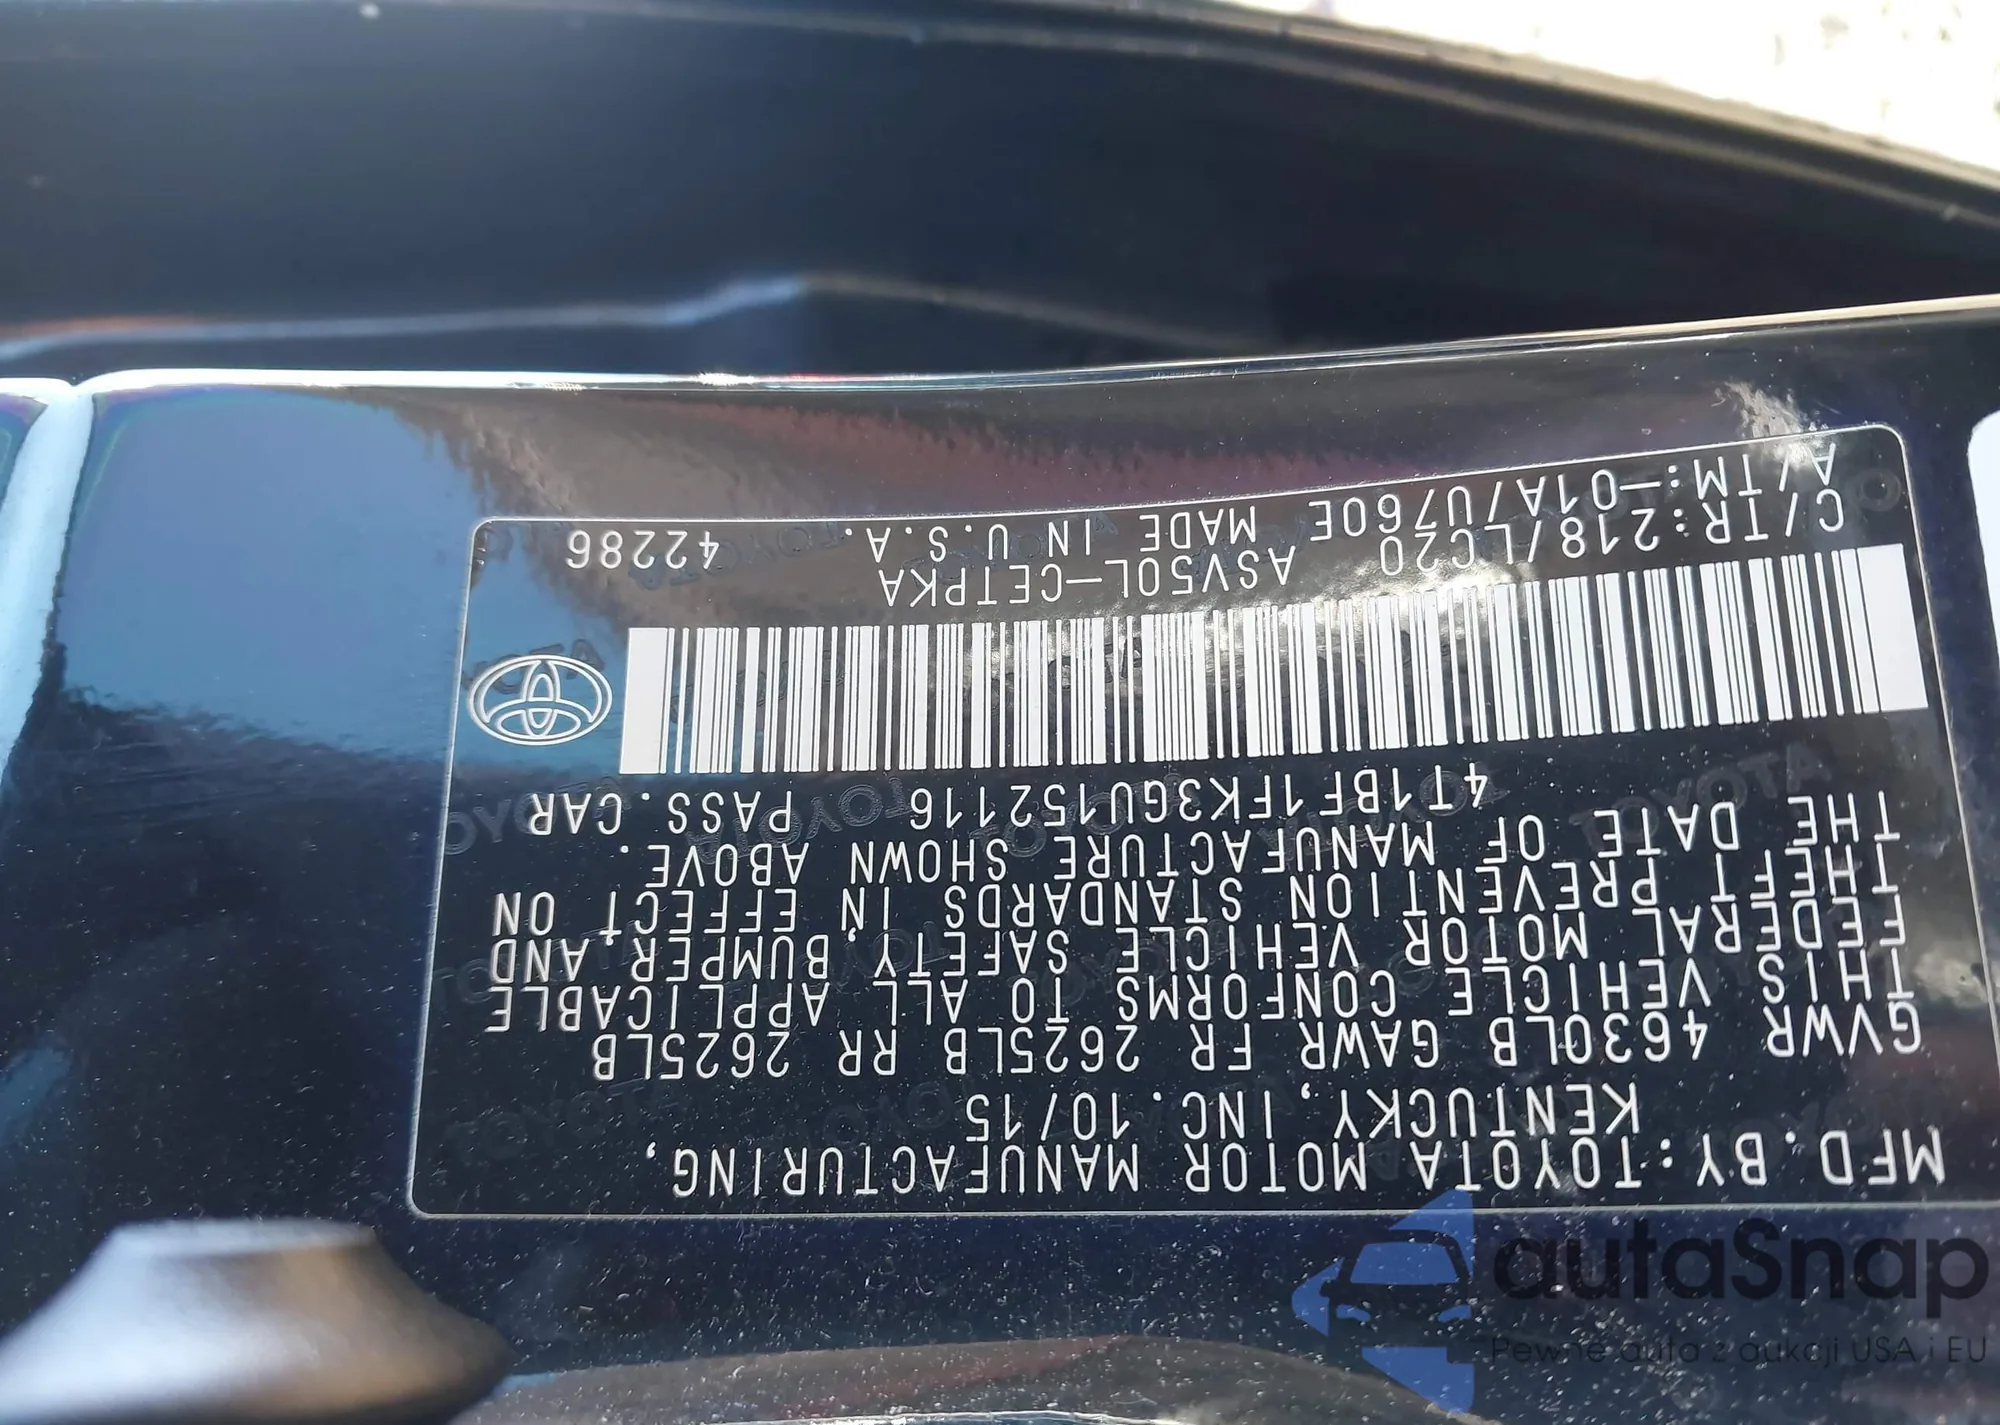 MFD. BY:TOYOTA MOTOR MANUFACTURING,
KENTUCKY, INC. 10/15
GVWR 4630LB GAWR FR 2625LB RR 2625LB
THIS VEHICLE CONFORMS TO ALL APPLICABLE
FEDERAL MOTOR VEHICLE SAFETY, BUMPER, AND
THEFT PREVENTION STANDARDS IN EFFECT ON
THE DATE OF MANUFACTURE SHOWN ABOVE.
4T1BF1FK3GU152116 PASS. CAR
C/TR:218/LC20 ASV50L-CETPKA
A/TM:-01A/U760E MADE IN U.S.A. 42286
autaSnap
Pewne auta z aukcji USA i EU